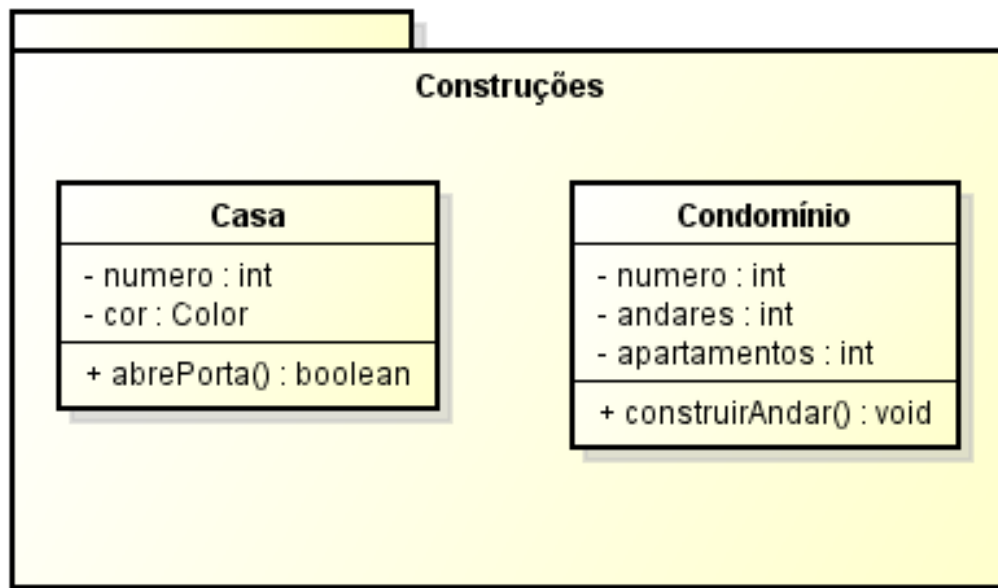 Construções
Casa
- numero : int
- cor : Color
+ abrePorta() : boolean
Condomínio
- numero : int
- andares : int
- apartamentos : int
+ construirAndar() : void